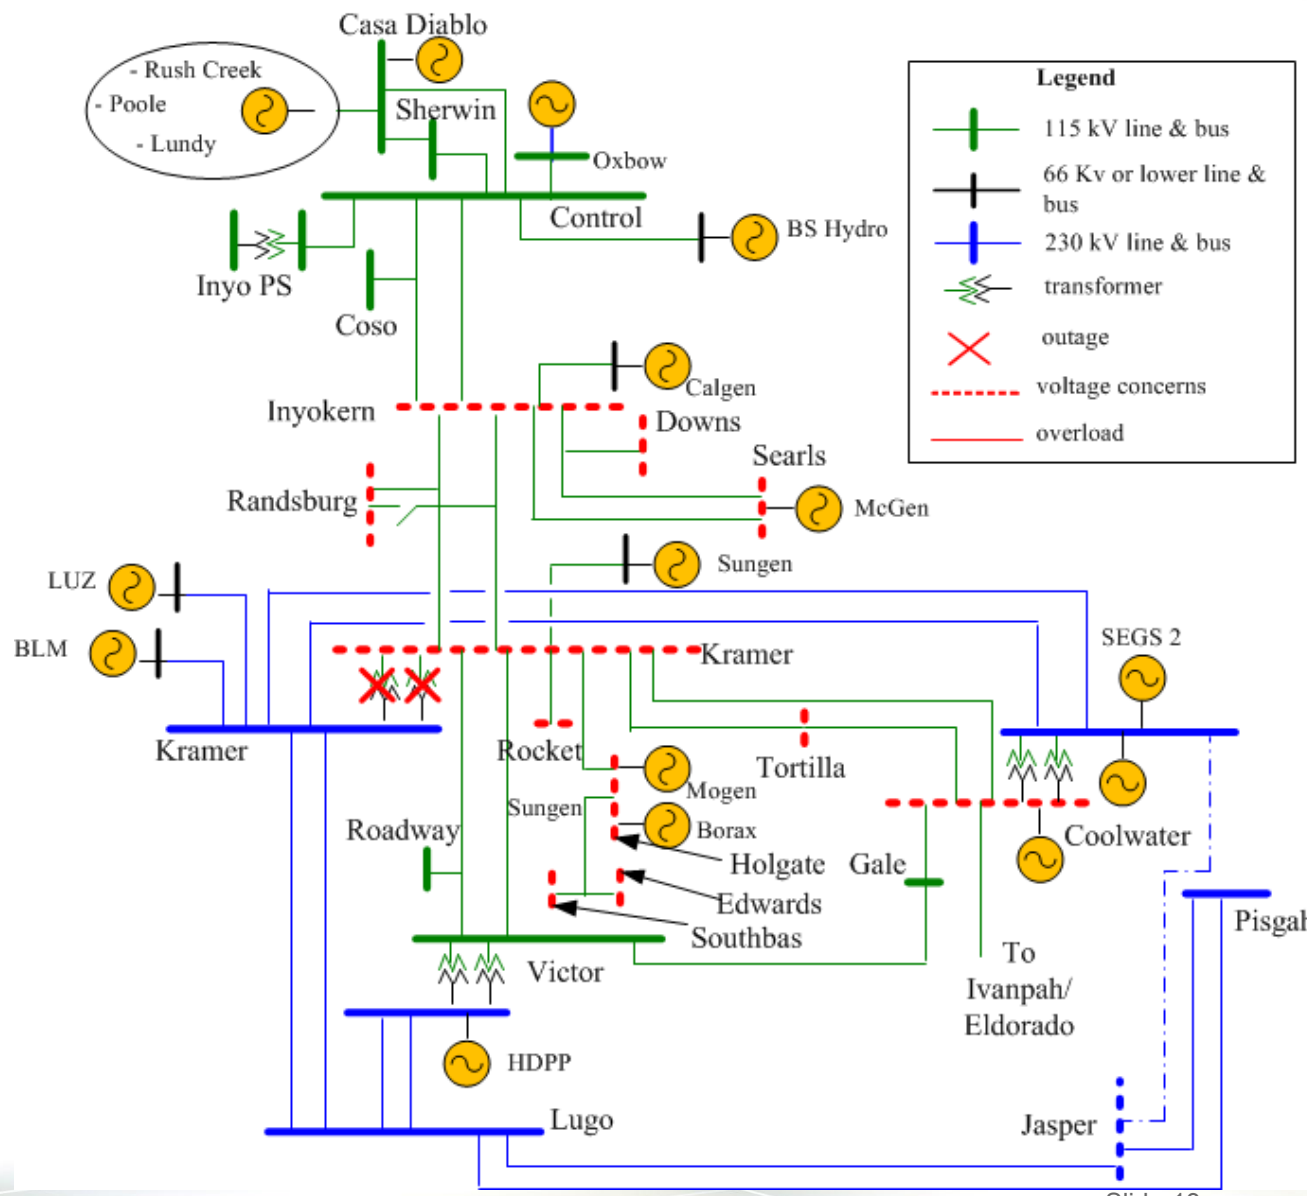 Casa Diablo
- Rush Creek
- Poole
- Lundy
Sherwin
Oxbow
Control
BS Hydro
Inyo PS
Coso
Legend
115 kV line & bus
66 Kv or lower line &
bus
230 kV line & bus
transformer
outage
voltage concerns
overload
Calgen
Inyokern
Downs
Searls
Randsburg
McGen
Sungen
LUZ
BLM
SEGS 2
Kramer
Kramer
Rocket
Tortilla
Mogen
Sungen
Borax
Roadway
Holgate
Gale
Coolwater
Edwards
Southbas
Pisgah
Victor
To
Ivanpah/
Eldorado
HDPP
Lugo
Jasper